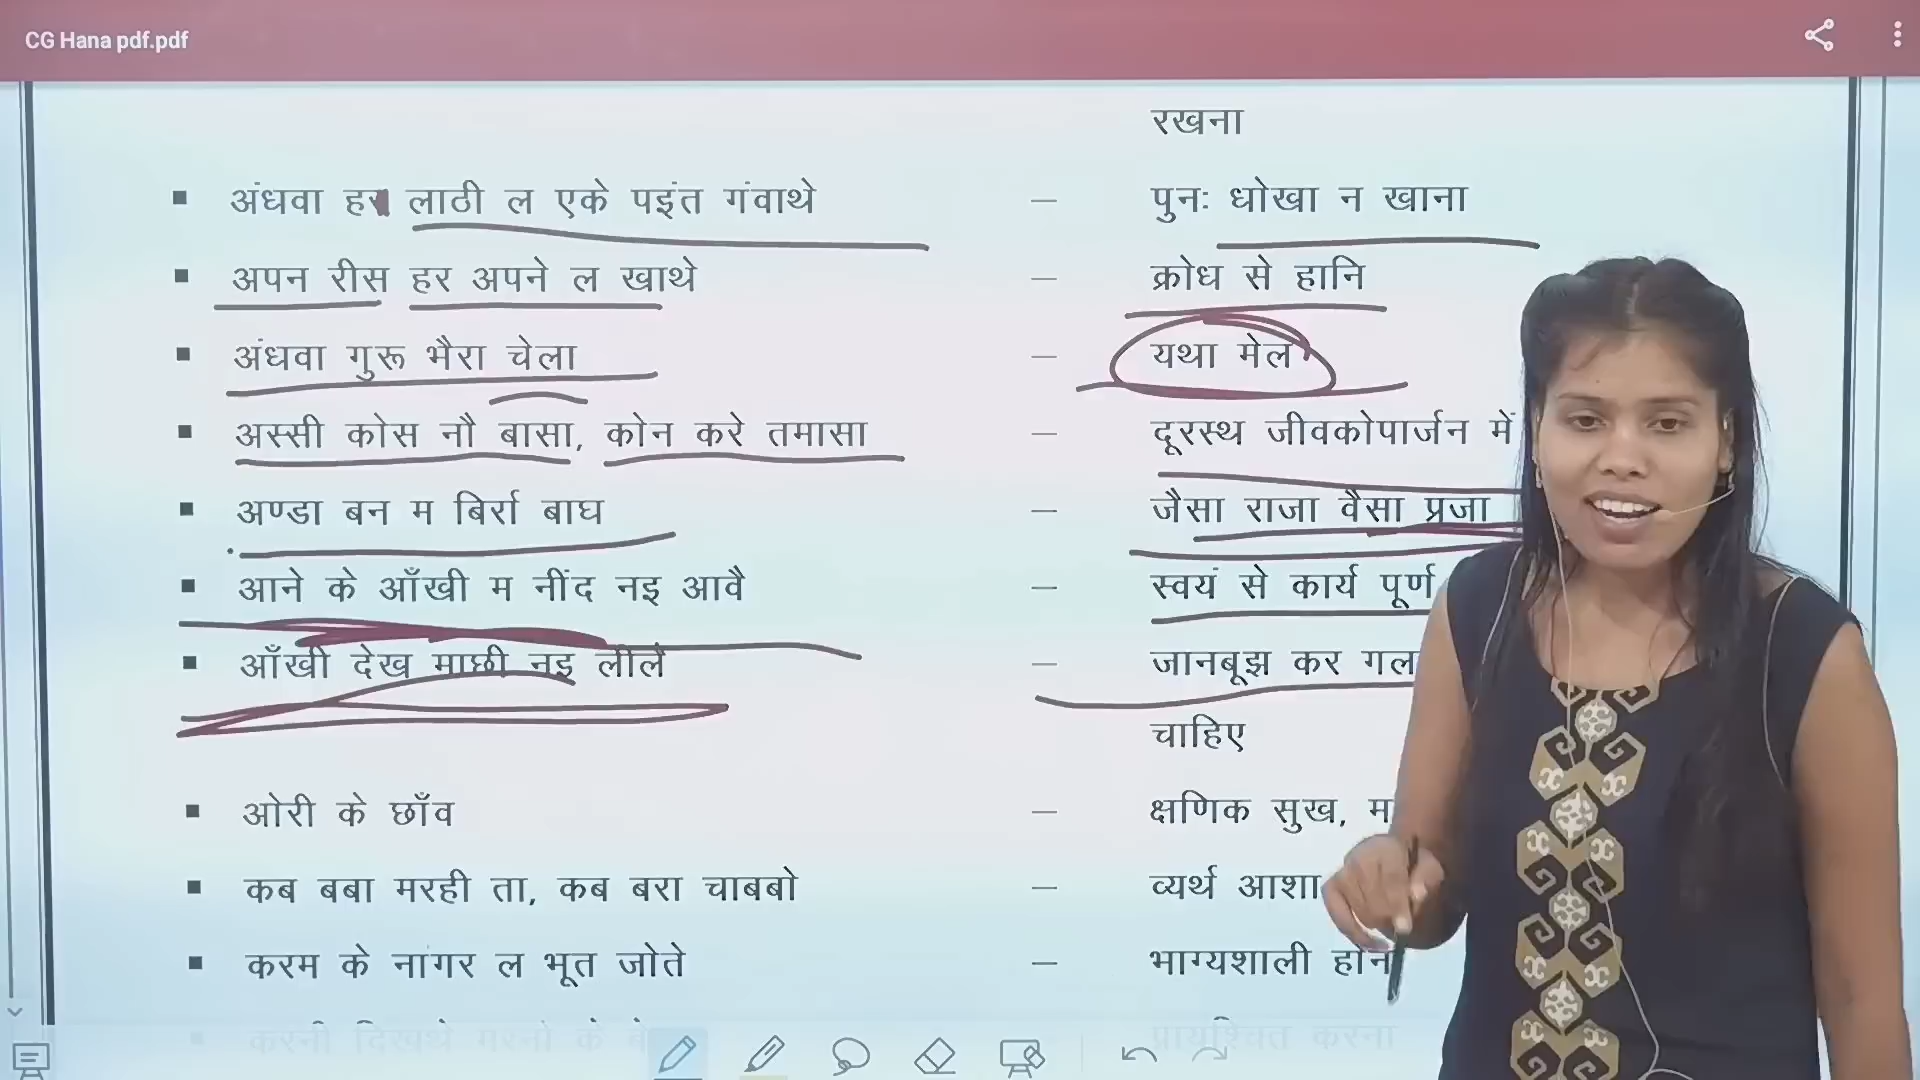 CG Hana pdf.pdf
रखना
अंधवा हर लाठी ल एके पइंत गंवाथे – पुनः धोखा न खाना
अपन रीस हर अपने ल खाथे – क्रोध से हानि
अंधवा गुरू भैरा चेला – यथा मेल
अस्सी कोस नौ बासा, कोन करे तमासा – दूरस्थ जीवकोपार्जन में
अण्डा बन म बिर्रा बाघ – जैसा राजा वैसा प्रजा
आने के आँखी म नींद नइ आवै – स्वयं से कार्य पूर्ण
आँखी देख माछी नइ लीलै – जानबूझ कर
चाहिए
ओरी के छाँव – क्षणिक सुख,
कब बबा मरही ता, कब बरा चाबबो – व्यर्थ आशा
करम के नांगर ल भूत जोते – भाग्यशाली
प्रायश्चित करना